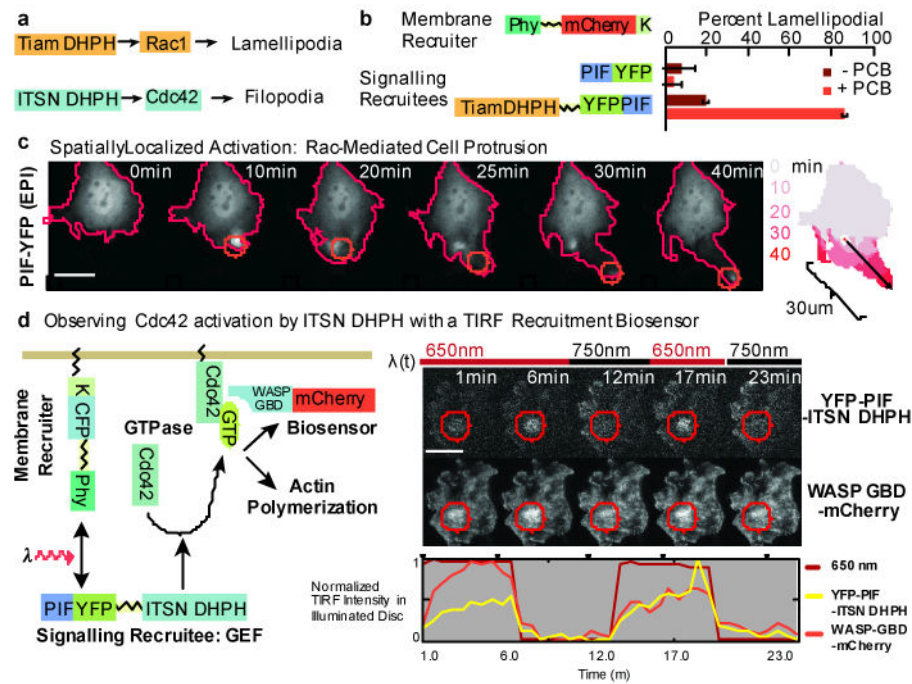 a
Tiam DHPH Rac1 Lamellipodia
ITSN DHPH Cdc42 Filopodia
b
Membrane Recruiter
Phy mCherry K
Signalling Recruitees
PIF YFP
TiamDHPH YFPPIF
Percent Lamellipodial
0 20 40 60 80 100
- PCB
+ PCB
c SpatiallyLocalized Activation: Rac-Mediated Cell Protrusion
PIF-YFP (EPI)
0min 10min 20min 25min 30min 40min
0 min
10
20
30
40
30um
d Observing Cdc42 activation by ITSN DHPH with a TIRF Recruitment Biosensor
Membrane Recruiter
K CFP
Phy
λ
PIF YFP ITSN DHPH
Signalling Recruitee: GEF
GTPase
Cdc42
Cdc42
GTP
WASP GBD mCherry
Biosensor
Actin Polymerization
λ(t) 650nm 750nm 650nm 750nm
1min 6min 12min 17min 23min
YFP-PIF
-ITSN DHPH
WASP GBD
-mCherry
Normalized
TIRF Intensity in
Illuminated Disc
1
0
1.0 6.0 12.0 17.0 23.0
Time (m)
650 nm
YFP-PIF
-ITSN DHPH
WASP-GBD
-mCherry